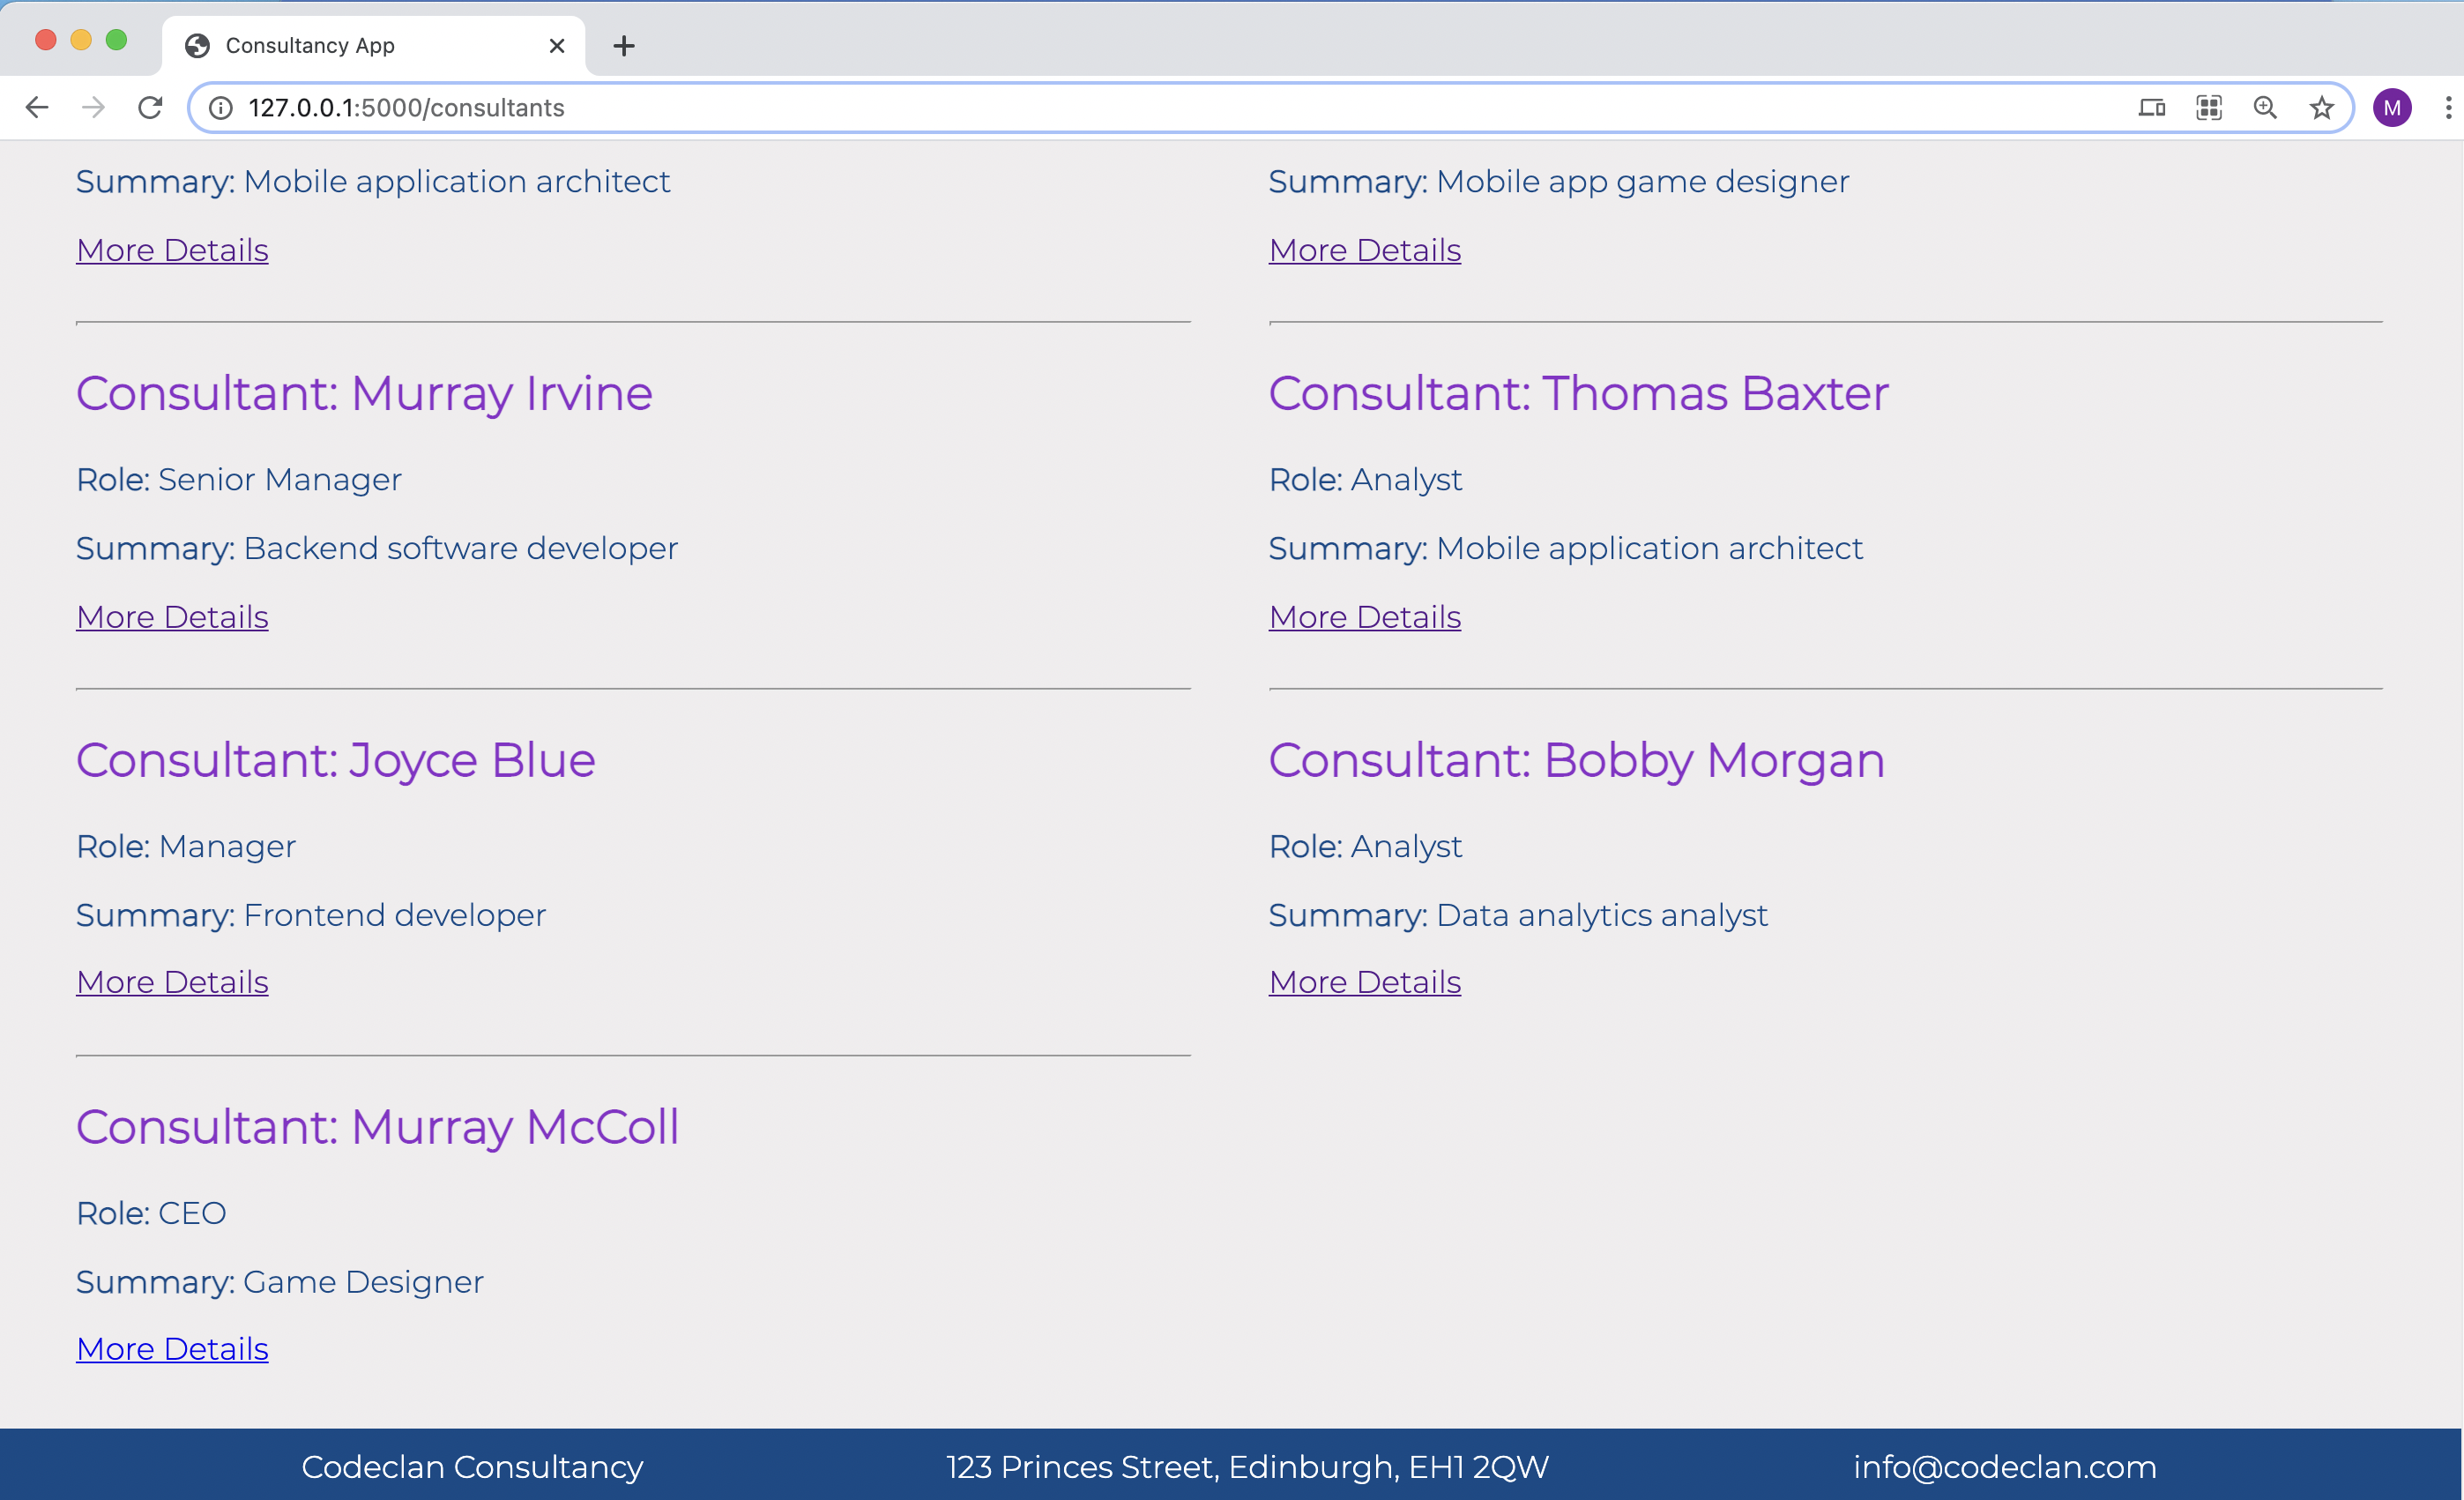 Consultancy App
127.0.0.1:5000/consultants
M
Summary: Mobile application architect
More Details
Summary: Mobile app game designer
More Details
Consultant: Murray Irvine
Role: Senior Manager
Summary: Backend software developer
More Details
Consultant: Thomas Baxter
Role: Analyst
Summary: Mobile application architect
More Details
Consultant: Joyce Blue
Role: Manager
Summary: Frontend developer
More Details
Consultant: Bobby Morgan
Role: Analyst
Summary: Data analytics analyst
More Details
Consultant: Murray McColl
Role: CEO
Summary: Game Designer
More Details
Codeclan Consultancy
123 Princes Street, Edinburgh, EH1 2QW
info@codeclan.com